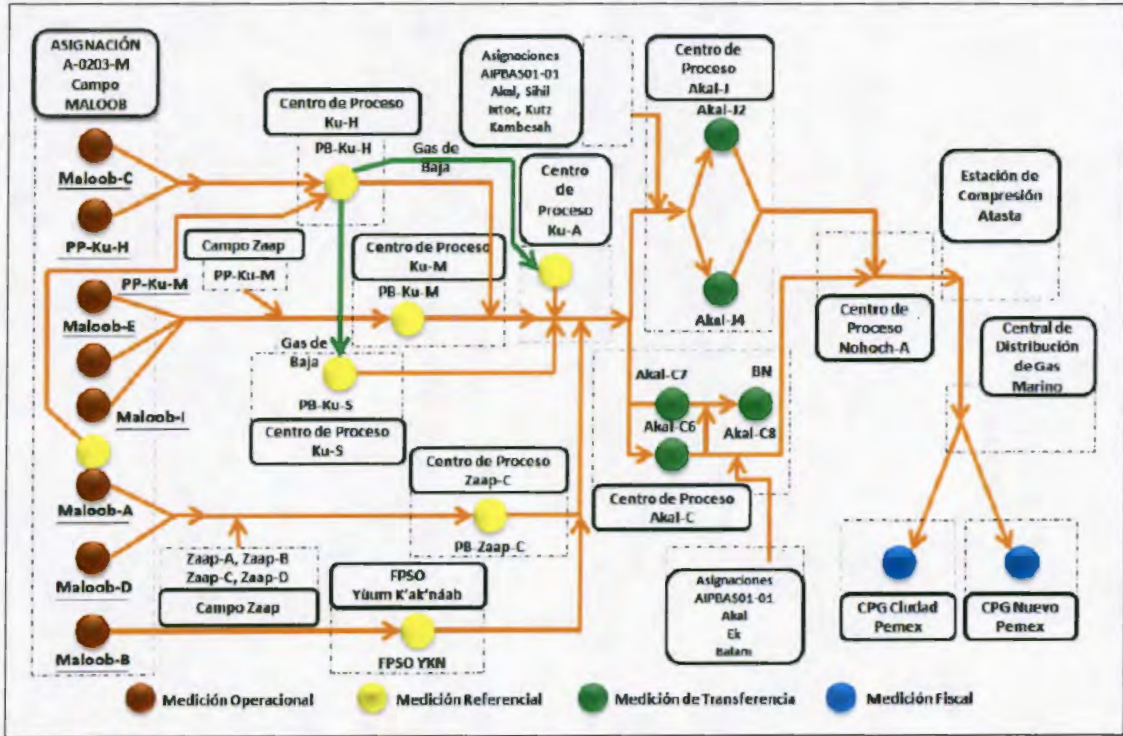 ASIGNACIÓN
A-0203-M
Campo
MALOOB
Maloob-C
PP-Ku-H
PP-Ku-M
Maloob-E
Maloob-I
Maloob-A
Maloob-D
Maloob-B
Centro de Proceso
Ku-H
PB-Ku-H
Gas de
Baja
Campo Zaap
PP-Ku-M
Centro de Proceso
Ku-M
PB-Ku-M
Gas de
Baja
PB-Ku-S
Centro de Proceso
Ku-S
Centro de Proceso
Zaap-C
PB-Zaap-C
Zaap-A, Zaap-B
Zaap-C, Zaap-D
Campo Zaap
FPSO
Yùum K'ak'náab
FPSO YKN
Asignaciones
AIPBAS01-01
Akal, Sihil
Ixtoc, Kutz
Kambesah
Centro
de
Proceso
Ku-A
Centro de
Proceso
Akal-J
Akal-J2
Akal-J4
Akal-C7
BN
Akal-C6
Akal-C8
Centro de Proceso
Akal-C
Asignaciones
AIPBAS01-01
Akal
Ek
Balam
Centro de
Proceso
Nohoch-A
Estación de
Compresión
Atasta
Central de
Distribución
de Gas
Marino
CPG Ciudad
Pemex
CPG Nuevo
Pemex
Medición Operacional
Medición Referencial
Medición de Transferencia
Medición Fiscal